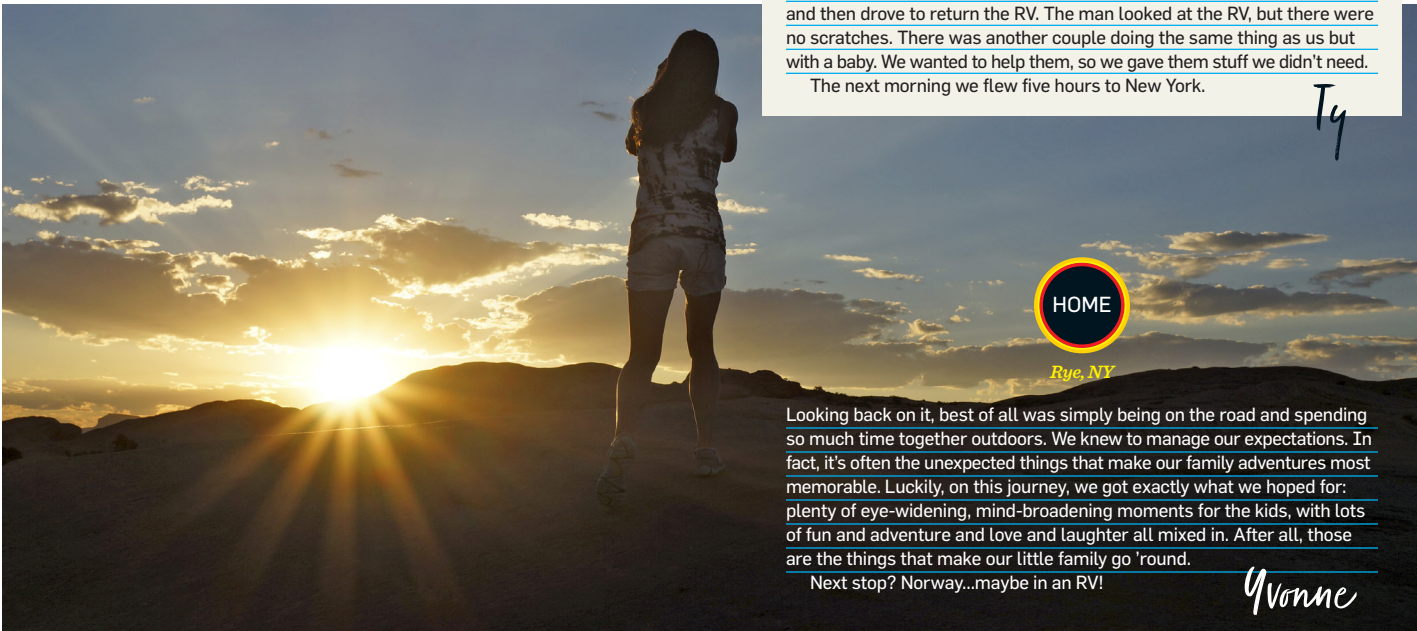 and then drove to return the RV. The man looked at the RV, but there were
no scratches. There was another couple doing the same thing as us but
with a baby. We wanted to help them, so we gave them stuff we didn’t need.
The next morning we flew five hours to New York.
Ty
HOME
Rye, NY
Looking back on it, best of all was simply being on the road and spending
so much time together outdoors. We knew to manage our expectations. In
fact, it’s often the unexpected things that make our family adventures most
memorable. Luckily, on this journey, we got exactly what we hoped for:
plenty of eye-widening, mind-broadening moments for the kids, with lots
of fun and adventure and love and laughter all mixed in. After all, those
are the things that make our little family go ’round.
Next stop? Norway...maybe in an RV!
Yvonne